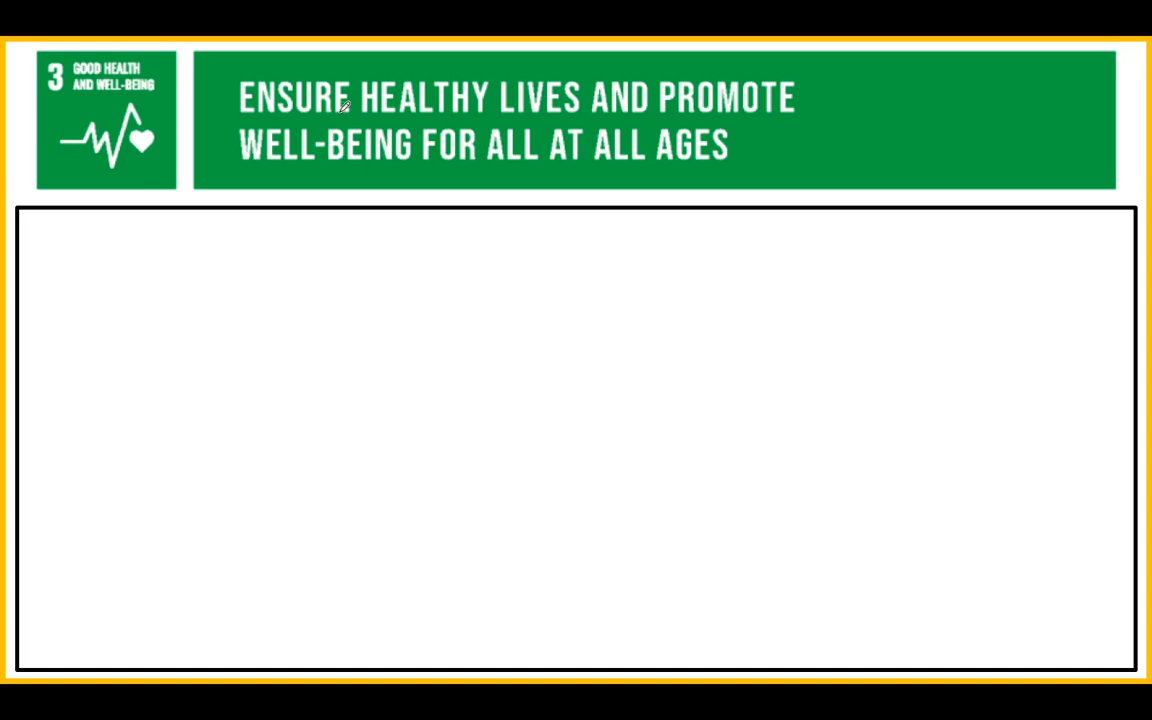 3 GOOD HEALTH
AND WELL-BEING
ENSURE HEALTHY LIVES AND PROMOTE
WELL-BEING FOR ALL AT ALL AGES